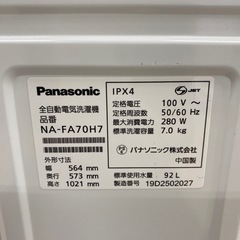 Panasonic
全自動電気洗濯機
品番
NA-FA70H7
外形寸法
幅 564 mm
奥行 573 mm
高さ 1021 mm
IPX4
JET
定格電圧 100 V ～
定格周波数 50/60 Hz
最大消費電力 280 W
標準洗濯容量 7.0 kg
パナソニック株式会社
中国製
標準使用水量 92 L
製造番号 19D2502027